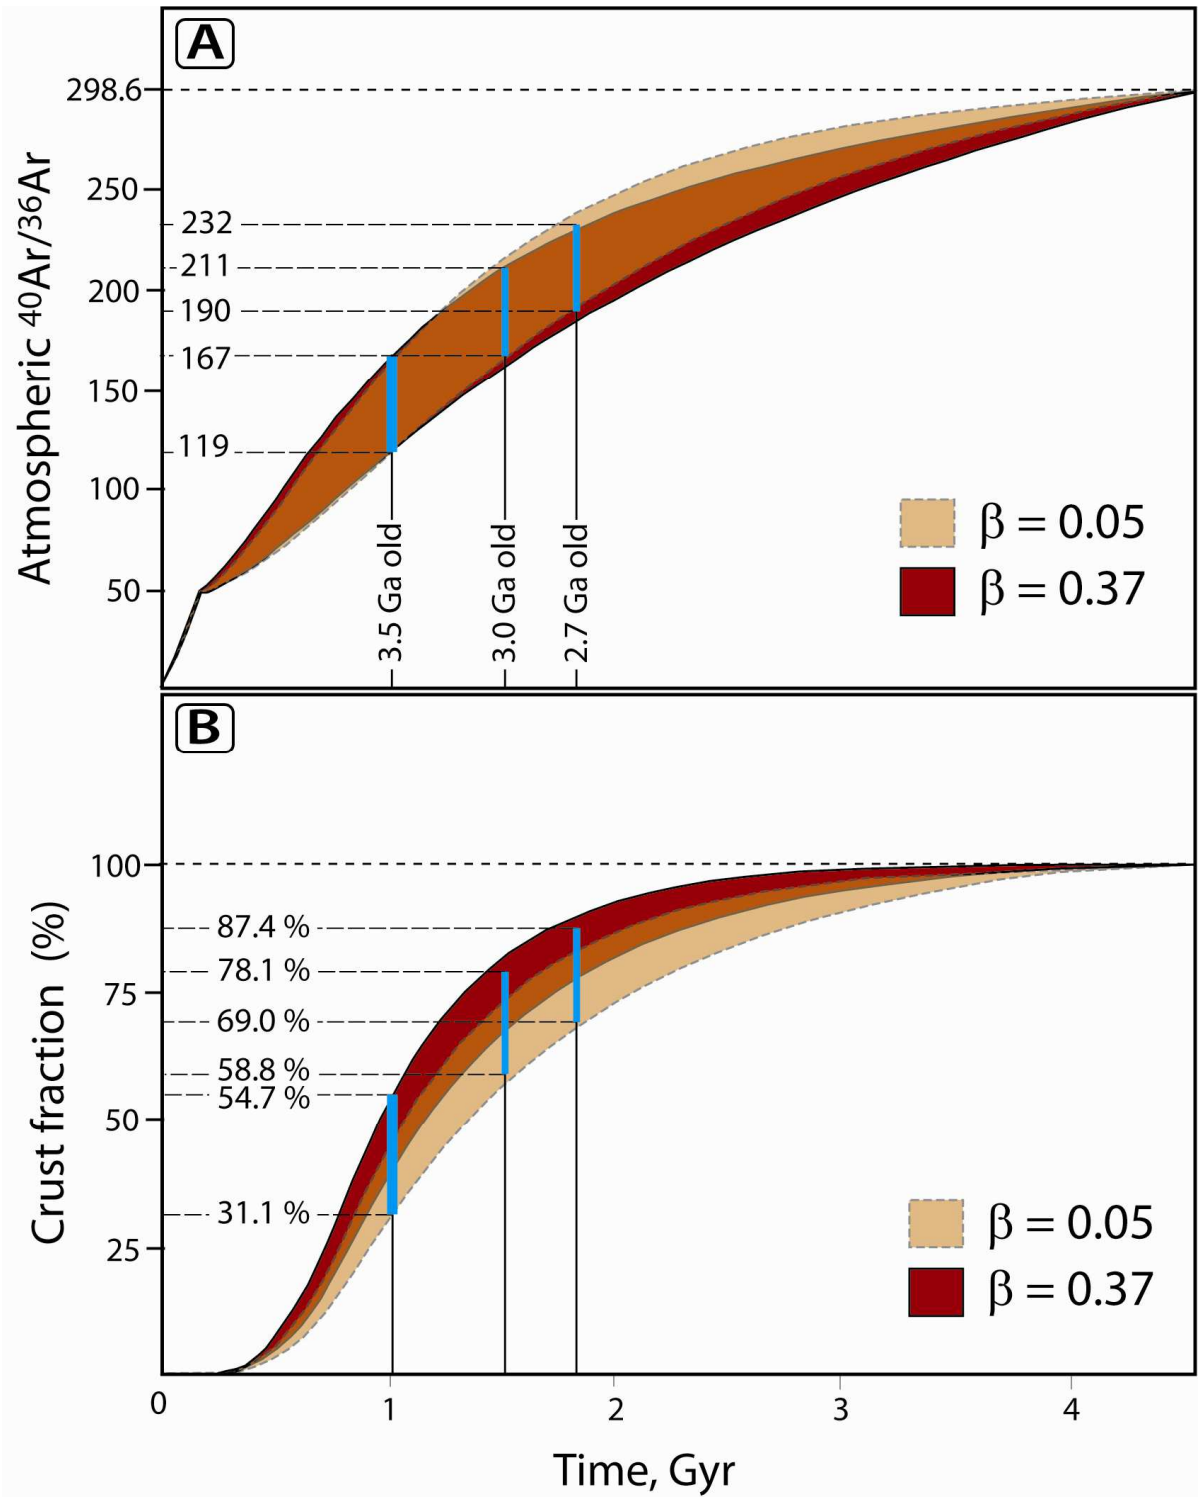 A
298.6
250
232
211
200
190
167
150
119
100
50
Atmospheric 40Ar/36Ar
3.5 Ga old
3.0 Ga old
2.7 Ga old
β = 0.05
β = 0.37
B
100
87.4 %
78.1 %
75
69.0 %
58.8 %
54.7 %
50
31.1 %
25
Crust fraction (%)
β = 0.05
β = 0.37
0 1 2 3 4
Time, Gyr